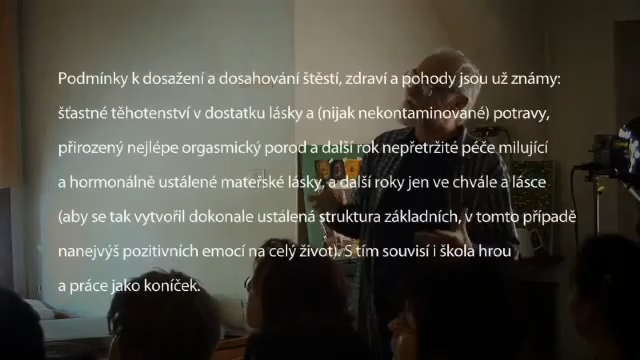 Podmínky k dosažení a dosahování štěstí, zdraví a pohody jsou už známy:
šťastné těhotenství v dostatku lásky a (nijak nekontaminované) potravy,
přirozený nejlépe orgasmický porod a další rok nepřetržité péče milující
a hormonálně ustálené mateřské lásky, a další roky jen ve chvále a lásce
(aby se tak vytvořil dokonale ustálená struktura základních, v tomto případě
nanejvýš pozitivních emocí na celý život). S tím souvisí i škola hrou
a práce jako koníček.